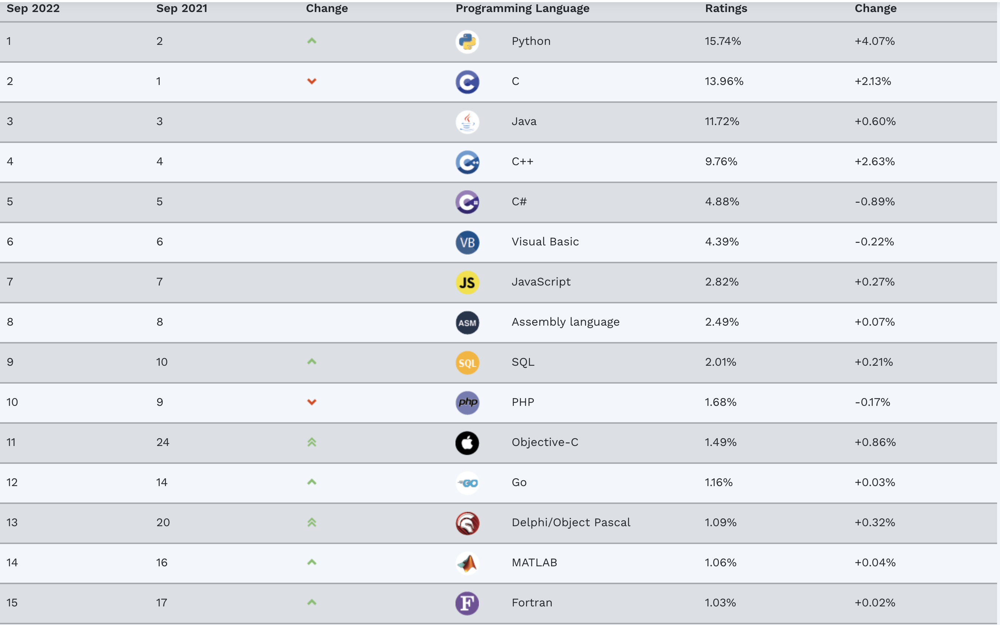 Sep 2022 Sep 2021 Change Programming Language Ratings Change
1 2 Python 15.74% +4.07%
2 1 C C 13.96% +2.13%
3 3 Java 11.72% +0.60%
4 4 C++ C++ 9.76% +2.63%
5 5 C# C# 4.88% -0.89%
6 6 VB Visual Basic 4.39% -0.22%
7 7 JS JavaScript 2.82% +0.27%
8 8 ASM Assembly language 2.49% +0.07%
9 10 SQL SQL 2.01% +0.21%
10 9 php PHP 1.68% -0.17%
11 24 Objective-C 1.49% +0.86%
12 14 GO Go 1.16% +0.03%
13 20 Delphi/Object Pascal 1.09% +0.32%
14 16 MATLAB 1.06% +0.04%
15 17 F Fortran 1.03% +0.02%